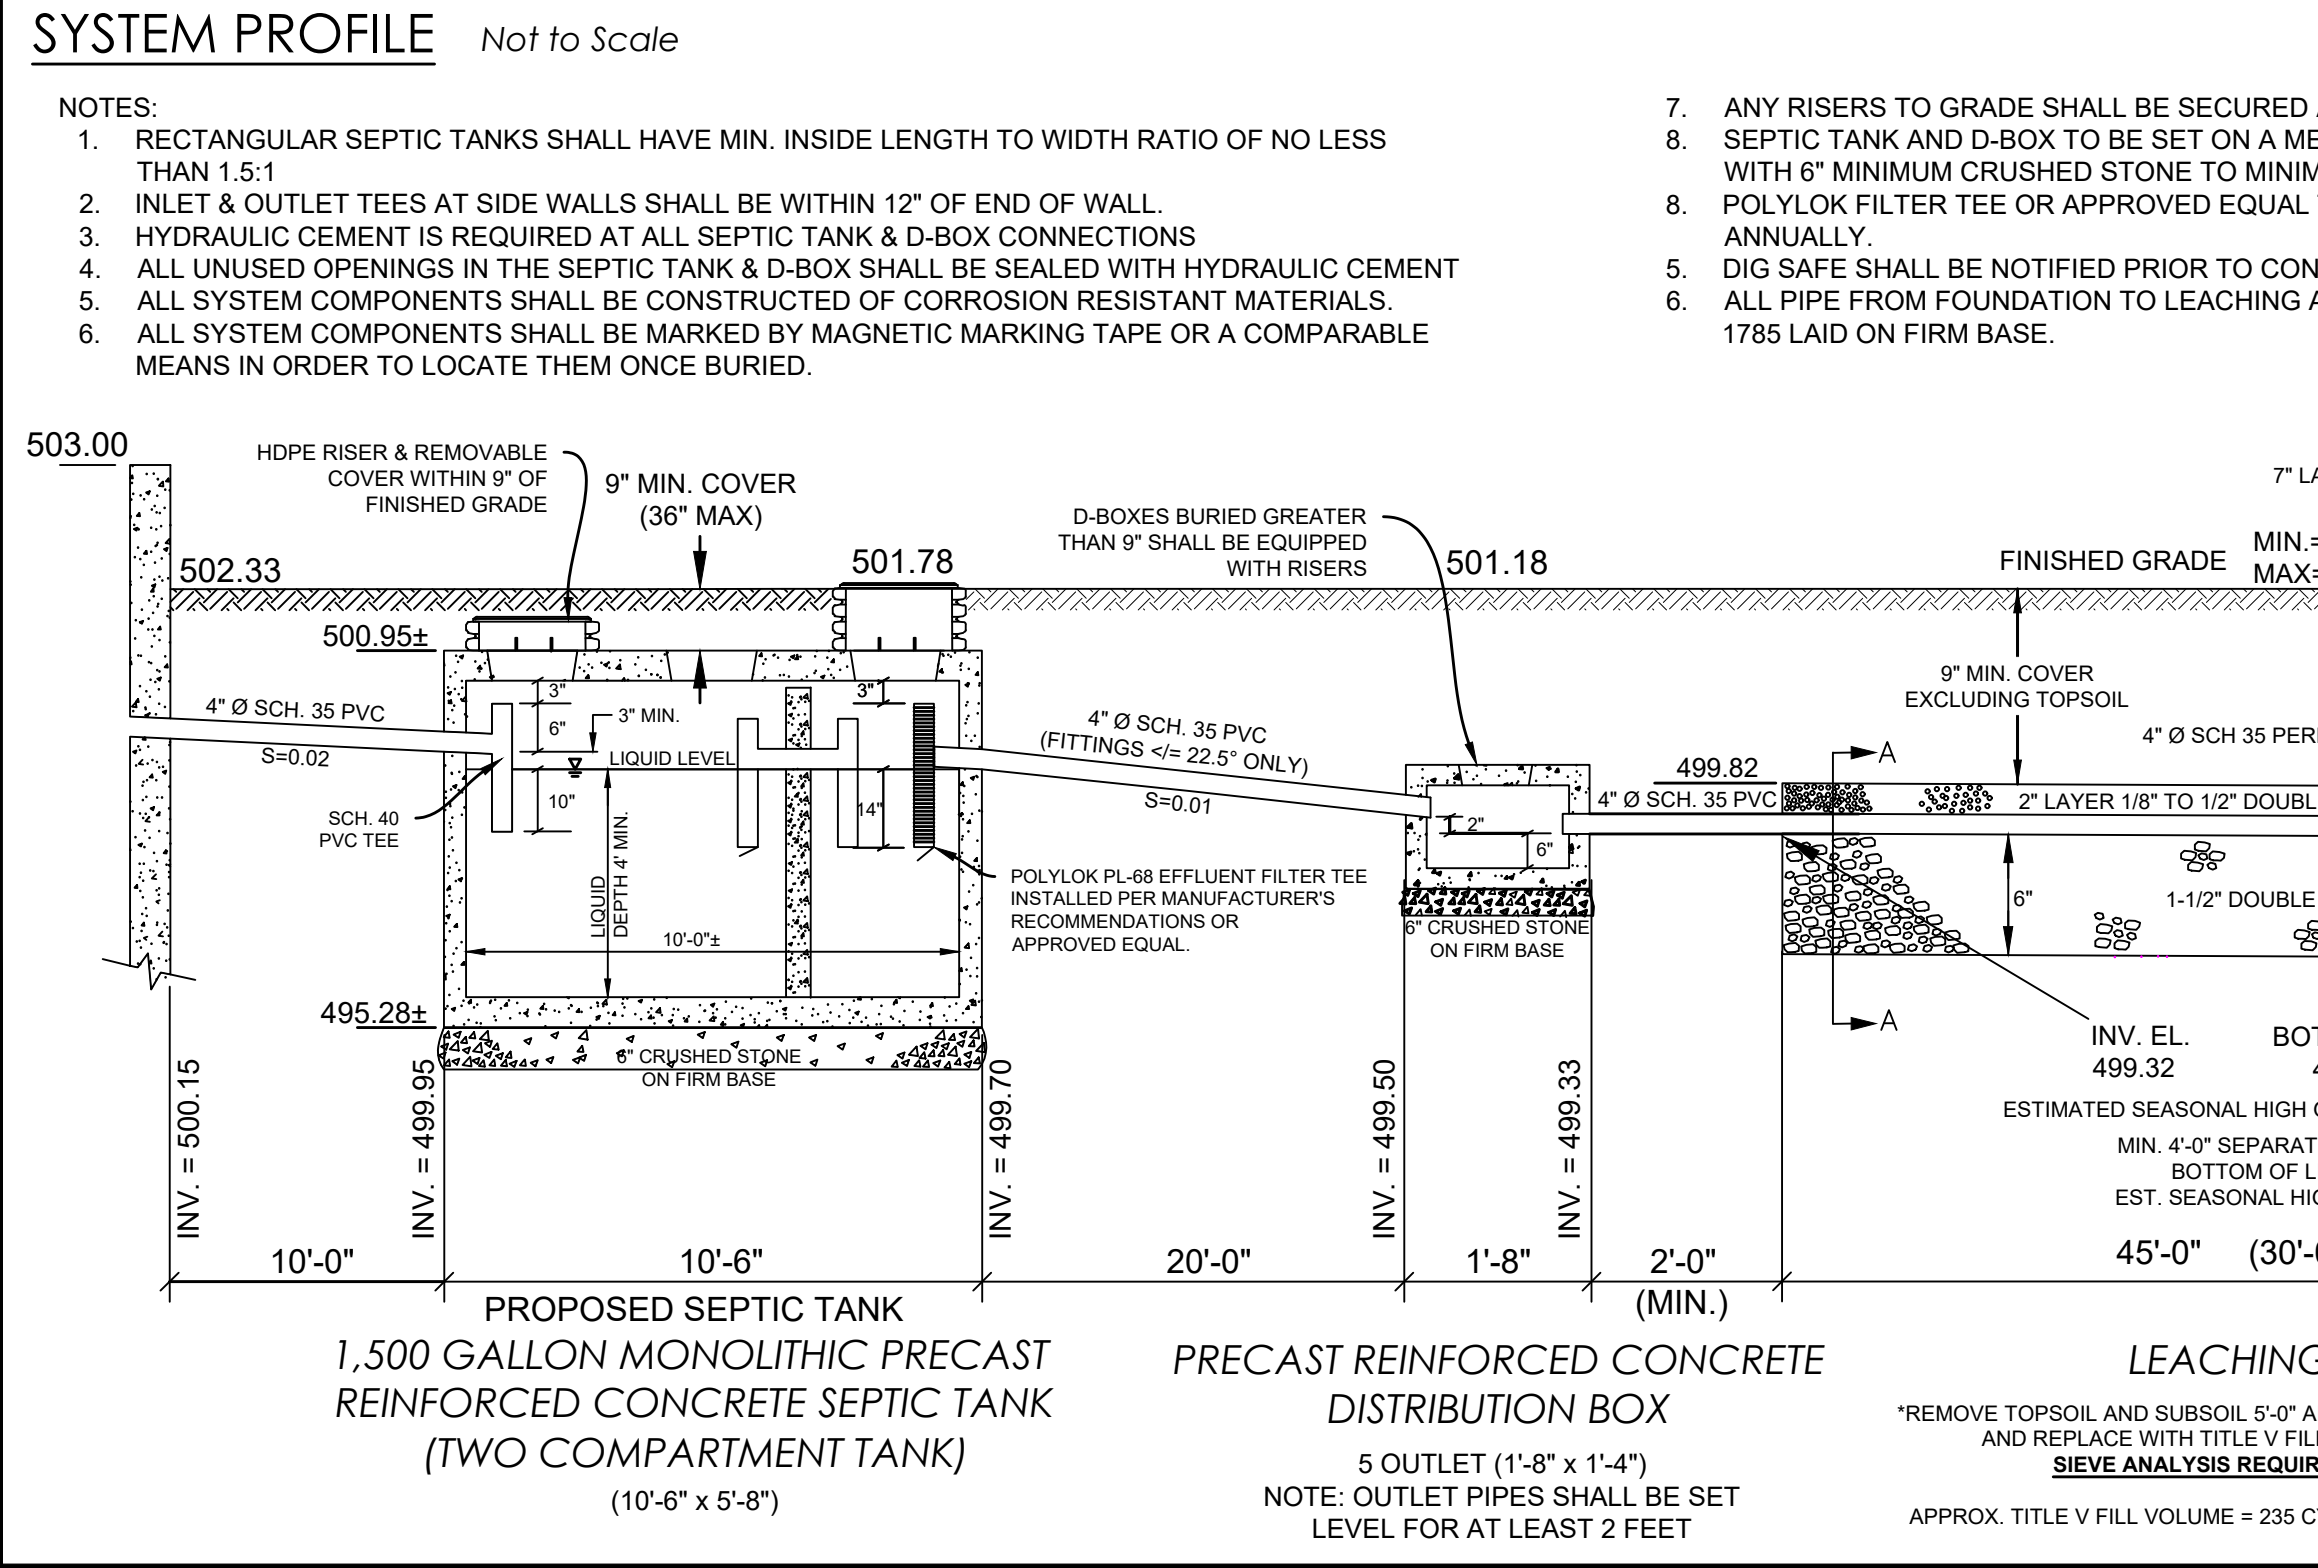 SYSTEM PROFILE Not to Scale
NOTES:
1. RECTANGULAR SEPTIC TANKS SHALL HAVE MIN. INSIDE LENGTH TO WIDTH RATIO OF NO LESS
THAN 1.5:1
2. INLET & OUTLET TEES AT SIDE WALLS SHALL BE WITHIN 12" OF END OF WALL.
3. HYDRAULIC CEMENT IS REQUIRED AT ALL SEPTIC TANK & D-BOX CONNECTIONS
4. ALL UNUSED OPENINGS IN THE SEPTIC TANK & D-BOX SHALL BE SEALED WITH HYDRAULIC CEMENT
5. ALL SYSTEM COMPONENTS SHALL BE CONSTRUCTED OF CORROSION RESISTANT MATERIALS.
6. ALL SYSTEM COMPONENTS SHALL BE MARKED BY MAGNETIC MARKING TAPE OR A COMPARABLE
MEANS IN ORDER TO LOCATE THEM ONCE BURIED.
7. ANY RISERS TO GRADE SHALL BE SECURED
8. SEPTIC TANK AND D-BOX TO BE SET ON A
WITH 6" MINIMUM CRUSHED STONE TO
8. POLYLOK FILTER TEE OR APPROVED EQUAL
ANNUALLY.
5. DIG SAFE SHALL BE NOTIFIED PRIOR TO
6. ALL PIPE FROM FOUNDATION TO LEACHING
1785 LAID ON FIRM BASE.
503.00
HDPE RISER & REMOVABLE
COVER WITHIN 9" OF
FINISHED GRADE
9" MIN. COVER
(36" MAX)
502.33
501.78
D-BOXES BURIED GREATER
THAN 9" SHALL BE EQUIPPED
WITH RISERS
501.18
7"
FINISHED GRADE
MIN.=
MAX=
500.95±
4" Ø SCH. 35 PVC
S=0.02
3"
6"
3" MIN.
LIQUID LEVEL
10"
SCH. 40
PVC TEE
LIQUID
DEPTH 4' MIN.
10'-0"±
3"
14"
495.28±
6" CRUSHED STONE
ON FIRM BASE
4" Ø SCH. 35 PVC
(FITTINGS </= 22.5° ONLY)
S=0.01
POLYLOK PL-68 EFFLUENT FILTER TEE
INSTALLED PER MANUFACTURER'S
RECOMMENDATIONS OR
APPROVED EQUAL.
2"
6"
6" CRUSHED STONE
ON FIRM BASE
499.82
4" Ø SCH. 35 PVC
9" MIN. COVER
EXCLUDING TOPSOIL
4" Ø SCH 35
A
2" LAYER 1/8" TO 1/2"
6"
1-1/2" DOUBLE
A
INV. EL.
499.32
ESTIMATED SEASONAL HIGH
MIN. 4'-0"
BOTTOM OF
EST. SEASONAL
INV. = 500.15
INV. = 499.95
INV. = 499.70
INV. = 499.50
INV. = 499.33
10'-0"
10'-6"
20'-0"
1'-8"
2'-0"
(MIN.)
45'-0"
PROPOSED SEPTIC TANK
1,500 GALLON MONOLITHIC PRECAST
REINFORCED CONCRETE SEPTIC TANK
(TWO COMPARTMENT TANK)
(10'-6" x 5'-8")
PRECAST REINFORCED CONCRETE
DISTRIBUTION BOX
5 OUTLET (1'-8" x 1'-4")
NOTE: OUTLET PIPES SHALL BE SET
LEVEL FOR AT LEAST 2 FEET
LEACHING
*REMOVE TOPSOIL AND SUBSOIL 5'-0"
AND REPLACE WITH TITLE V
SIEVE ANALYSIS
APPROX. TITLE V FILL VOLUME = 235